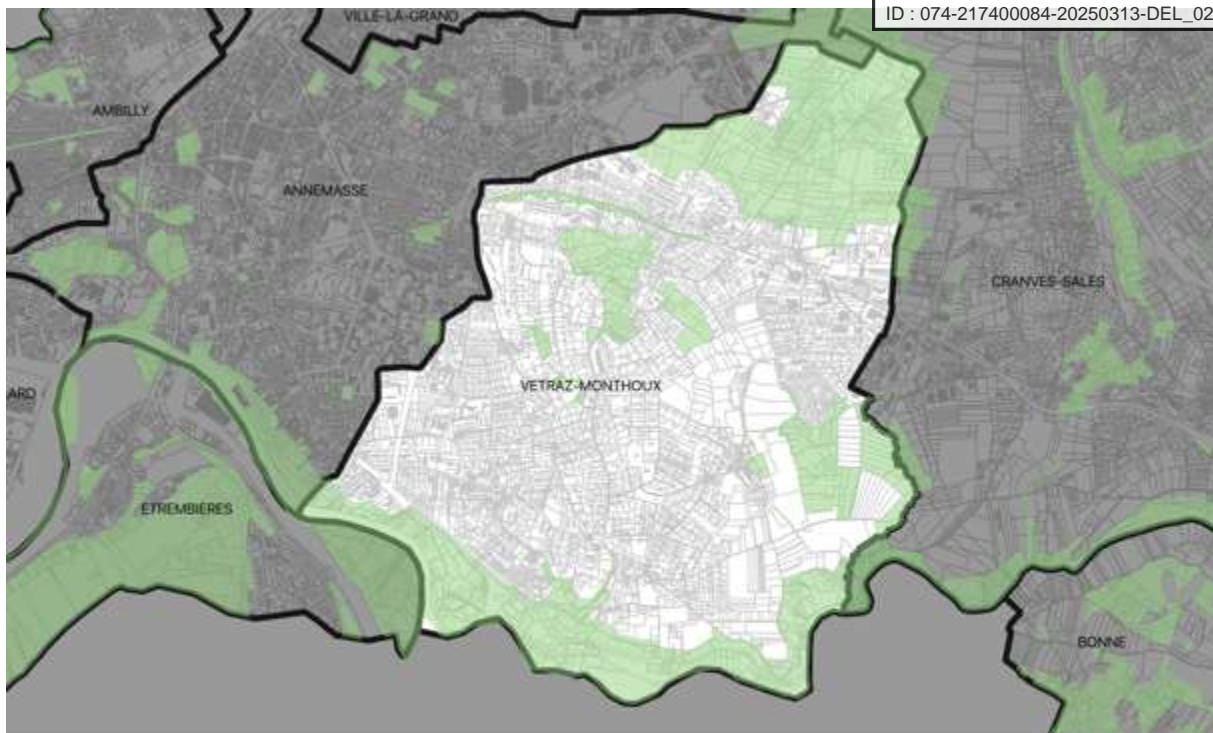 ID : 074-217400084-20250313-DEL_02
VILLE-LA-GRAND
AMBILLY
ANNEMASSE
CRANVES-SALES
VETRAZ-MONTHOUX
ARD
ETREMBIERES
BONNE